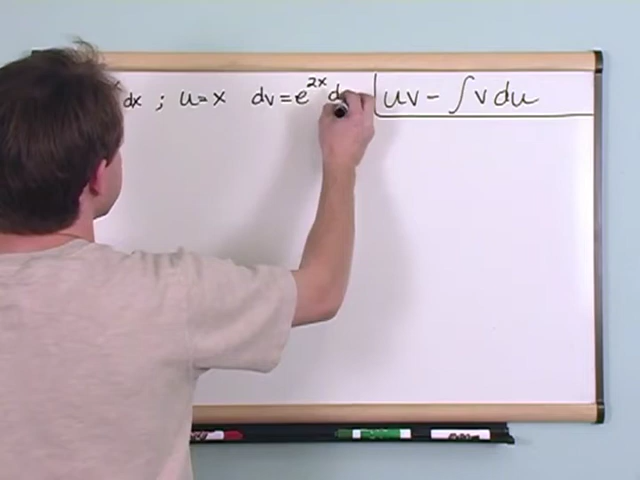 dx ; u=x dv=e^2x d uv - ∫v du